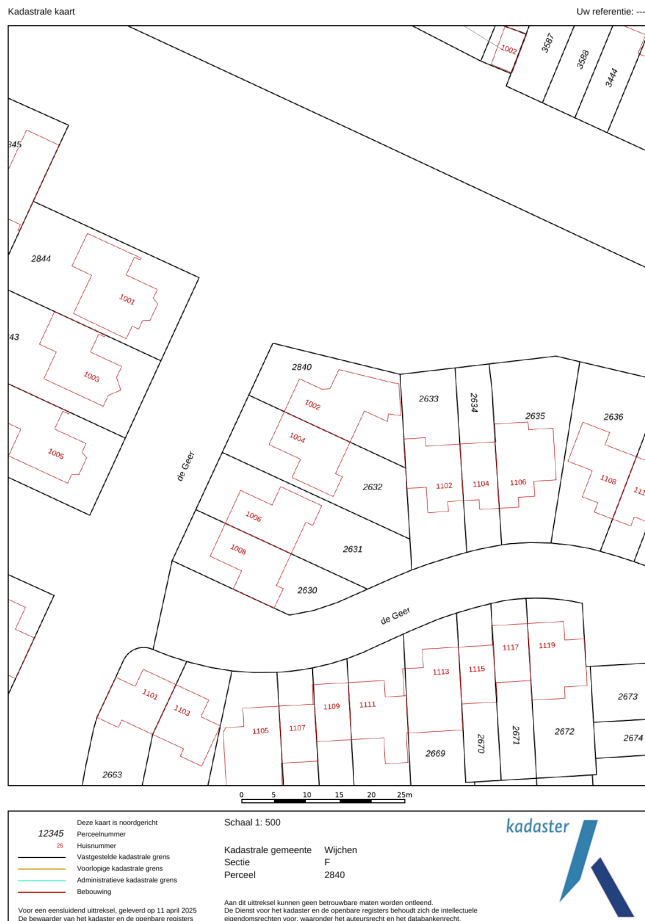 Kadastrale kaart
Uw referentie: ---
1002
3587
3588
3444
345
2844
1001
43
1003
1005
de Geer
2840
1002
1004
2632
1006
1008
2631
2630
2633
2634
2635
2636
1102
1104
1106
1108
111
de Geer
1101
1103
2663
1105
1107
1109
1111
1113
1115
1117
1119
2669
2670
2671
2672
2673
2674
0 5 10 15 20 25m
Deze kaart is noordgericht
12345 Perceelnummer
25 Huisnummer
Vastgestelde kadastrale grens
Voorlopige kadastrale grens
Administratieve kadastrale grens
Bebouwing
Voor een eensluidend uittreksel, geleverd op 11 april 2025
De bewaarder van het kadaster en de openbare registers
Schaal 1: 500
Kadastrale gemeente Wijchen
Sectie F
Perceel 2840
Aan dit uittreksel kunnen geen betrouwbare maten worden ontleend.
De Dienst voor het kadaster en de openbare registers behoudt zich de intellectuele
eigendomsrechten voor, waaronder het auteursrecht en het databankenrecht.
kadaster